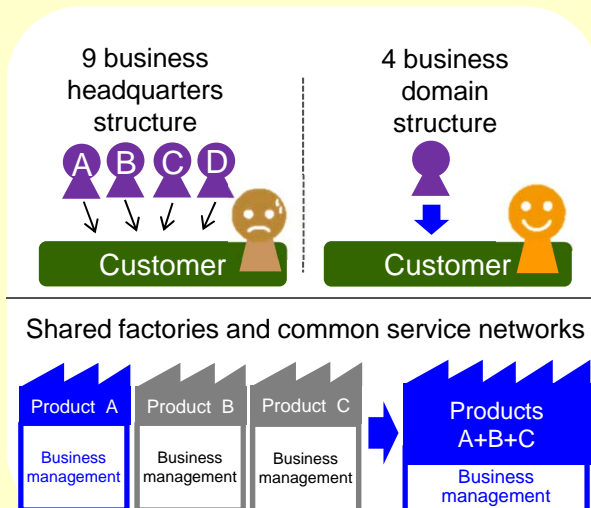 9 business
headquarters
structure
4 business
domain
structure
A B C D
Customer
Customer
Shared factories and common service networks
Product A
Product B
Product C
Products
A+B+C
Business
management
Business
management
Business
management
Business
management